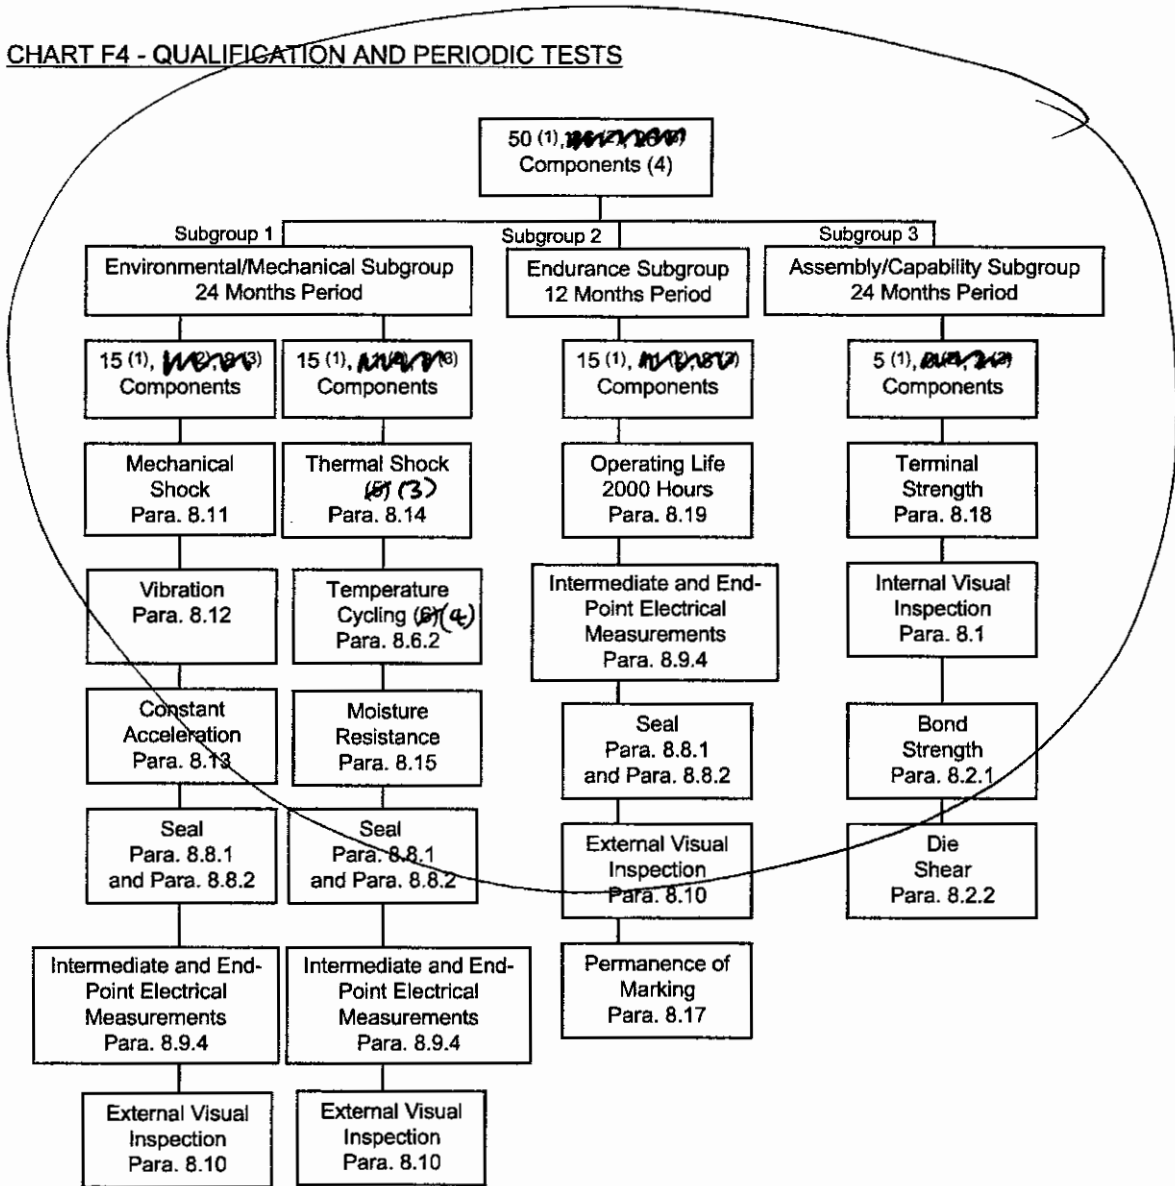 CHART F4 - QUALIFICATION AND PERIODIC TESTS
50 (1),
Components (4)
Subgroup 1
Environmental/Mechanical Subgroup
24 Months Period
15 (1), (3)
Components
Mechanical
Shock
Para. 8.11
Vibration
Para. 8.12
Constant
Acceleration
Para. 8.13
Seal
Para. 8.8.1
and Para. 8.8.2
Intermediate and End-
Point Electrical
Measurements
Para. 8.9.4
External Visual
Inspection
Para. 8.10
15 (1),
Components
Thermal Shock
(5) (3)
Para. 8.14
Temperature
Cycling (6)(4)
Para. 8.6.2
Moisture
Resistance
Para. 8.15
Seal
Para. 8.8.1
and Para. 8.8.2
Intermediate and End-
Point Electrical
Measurements
Para. 8.9.4
External Visual
Inspection
Para. 8.10
Subgroup 2
Endurance Subgroup
12 Months Period
15 (1),
Components
Operating Life
2000 Hours
Para. 8.19
Intermediate and End-
Point Electrical
Measurements
Para. 8.9.4
Seal
Para. 8.8.1
and Para. 8.8.2
External Visual
Inspection
Para. 8.10
Permanence of
Marking
Para. 8.17
Subgroup 3
Assembly/Capability Subgroup
24 Months Period
5 (1),
Components
Terminal
Strength
Para. 8.18
Internal Visual
Inspection
Para. 8.1
Bond
Strength
Para. 8.2.1
Die
Shear
Para. 8.2.2